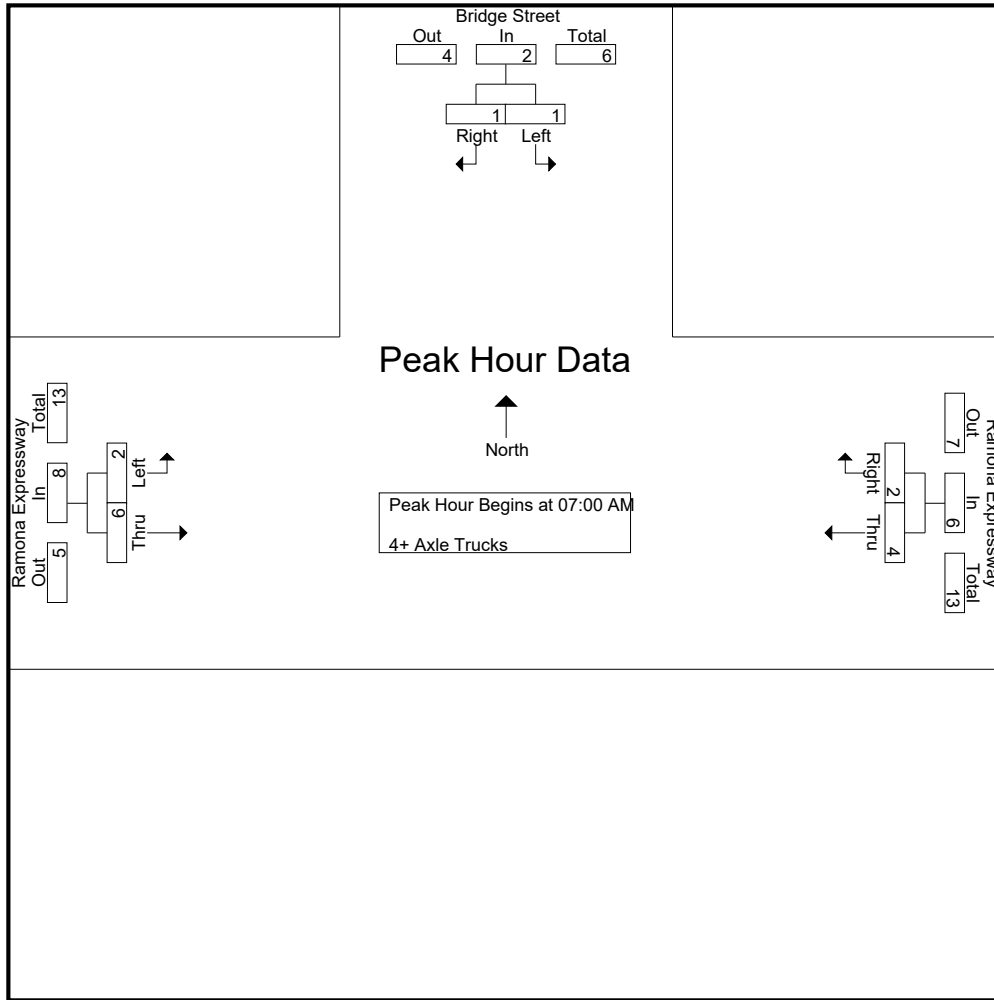 Bridge Street
Out In Total
4 2 6
1 1
Right Left
Peak Hour Data
North
Peak Hour Begins at 07:00 AM
4+ Axle Trucks
Ramona Expressway
Total In Out
13 8 5
2 6
Left Thru
Ramona Expressway
Out In Total
7 6 13
2 4
Right Thru